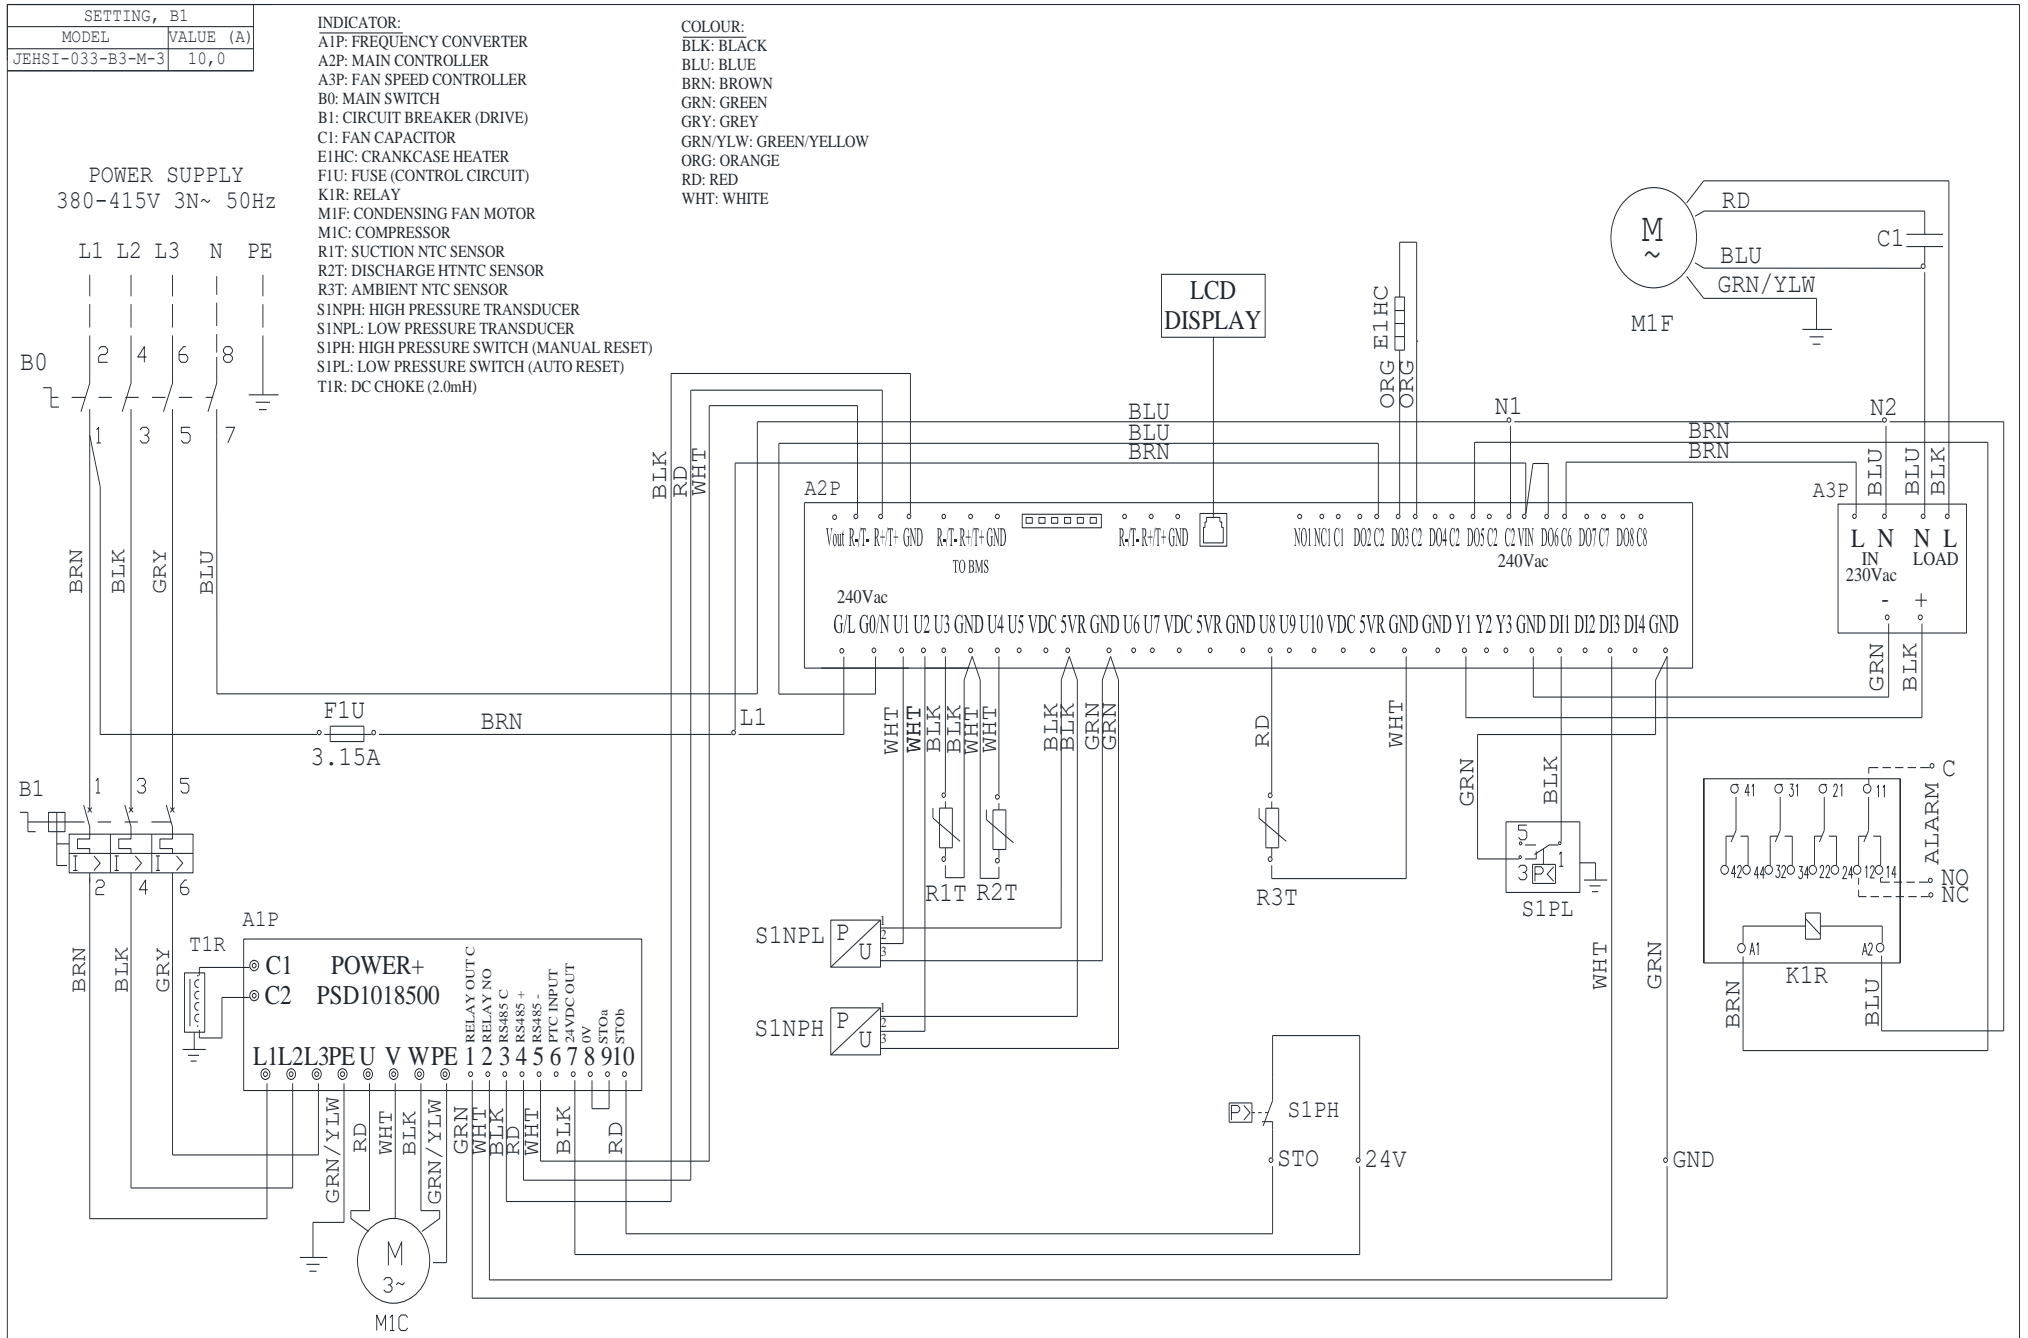 SETTING, B1
MODEL VALUE (A)
JEHSI-033-B3-M-3 10,0
INDICATOR:
A1P: FREQUENCY CONVERTER
A2P: MAIN CONTROLLER
A3P: FAN SPEED CONTROLLER
B0: MAIN SWITCH
B1: CIRCUIT BREAKER (DRIVE)
C1: FAN CAPACITOR
E1HC: CRANKCASE HEATER
F1U: FUSE (CONTROL CIRCUIT)
K1R: RELAY
M1F: CONDENSING FAN MOTOR
M1C: COMPRESSOR
R1T: SUCTION NTC SENSOR
R2T: DISCHARGE HTNTC SENSOR
R3T: AMBIENT NTC SENSOR
S1NPH: HIGH PRESSURE TRANSDUCER
S1NPL: LOW PRESSURE TRANSDUCER
S1PH: HIGH PRESSURE SWITCH (MANUAL RESET)
S1PL: LOW PRESSURE SWITCH (AUTO RESET)
T1R: DC CHOKE (2.0mH)
COLOUR:
BLK: BLACK
BLU: BLUE
BRN: BROWN
GRN: GREEN
GRY: GREY
GRN/YLW: GREEN/YELLOW
ORG: ORANGE
RD: RED
WHT: WHITE
POWER SUPPLY
380-415V 3N~ 50Hz
L1 L2 L3 N PE
B0
2 4 6 8
1 3 5 7
BRN BLK GRY BLU
F1U
3.15A
BRN
L1
B1
1 3 5
I > I > I >
2 4 6
BRN BLK GRY
T1R
A1P
C1
C2
POWER+
PSD1018500
RELAY OUT C
RELAY NO
RS485 C
RS485 +
RS485 -
PTC INPUT
24VDC OUT
0V
STOa
STOb
L1 L2 L3 PE U V W PE 1 2 3 4 5 6 7 8 9 10
GRN/YLW RD WHT BLK GRN/YLW GRN WHT BLK RD WHT BLK RD
M
3~
M1C
BLK RD WHT
BLU
BLU
BRN
LCD
DISPLAY
E1HC
ORG ORG
N1
N2
BRN
BRN
M
~
M1F
RD
BLU
GRN/YLW
C1
A2P
Vout R-/T- R+/T+ GND R-/T- R+/T+ GND R-/T- R+/T+ GND NO1 NC1 C1 DO2 C2 DO3 C2 DO4 C2 DO5 C2 C2 VIN DO6 C6 DO7 C7 DO8 C8
TO BMS
240Vac
240Vac
G/L G0/N U1 U2 U3 GND U4 U5 VDC 5VR GND U6 U7 VDC 5VR GND U8 U9 U10 VDC 5VR GND GND Y1 Y2 Y3 GND DI1 DI2 DI3 DI4 GND
A3P
BLU BLU BLK
L N N L
IN LOAD
230Vac
- +
GRN BLK
WHT WHT BLK BLK WHT WHT BLK BLK GRN GRN RD WHT
GRN BLK
R1T R2T
R3T
5
3 P< 1
S1PL
S1NPL P U 1 2 3
S1NPH P U 1 2 3
WHT GRN
P> S1PH
STO 24V
GND
41 31 21 11
42 44 32 34 22 24 12 14
C
ALARM
NO
NC
A1 A2
K1R
BRN BLU